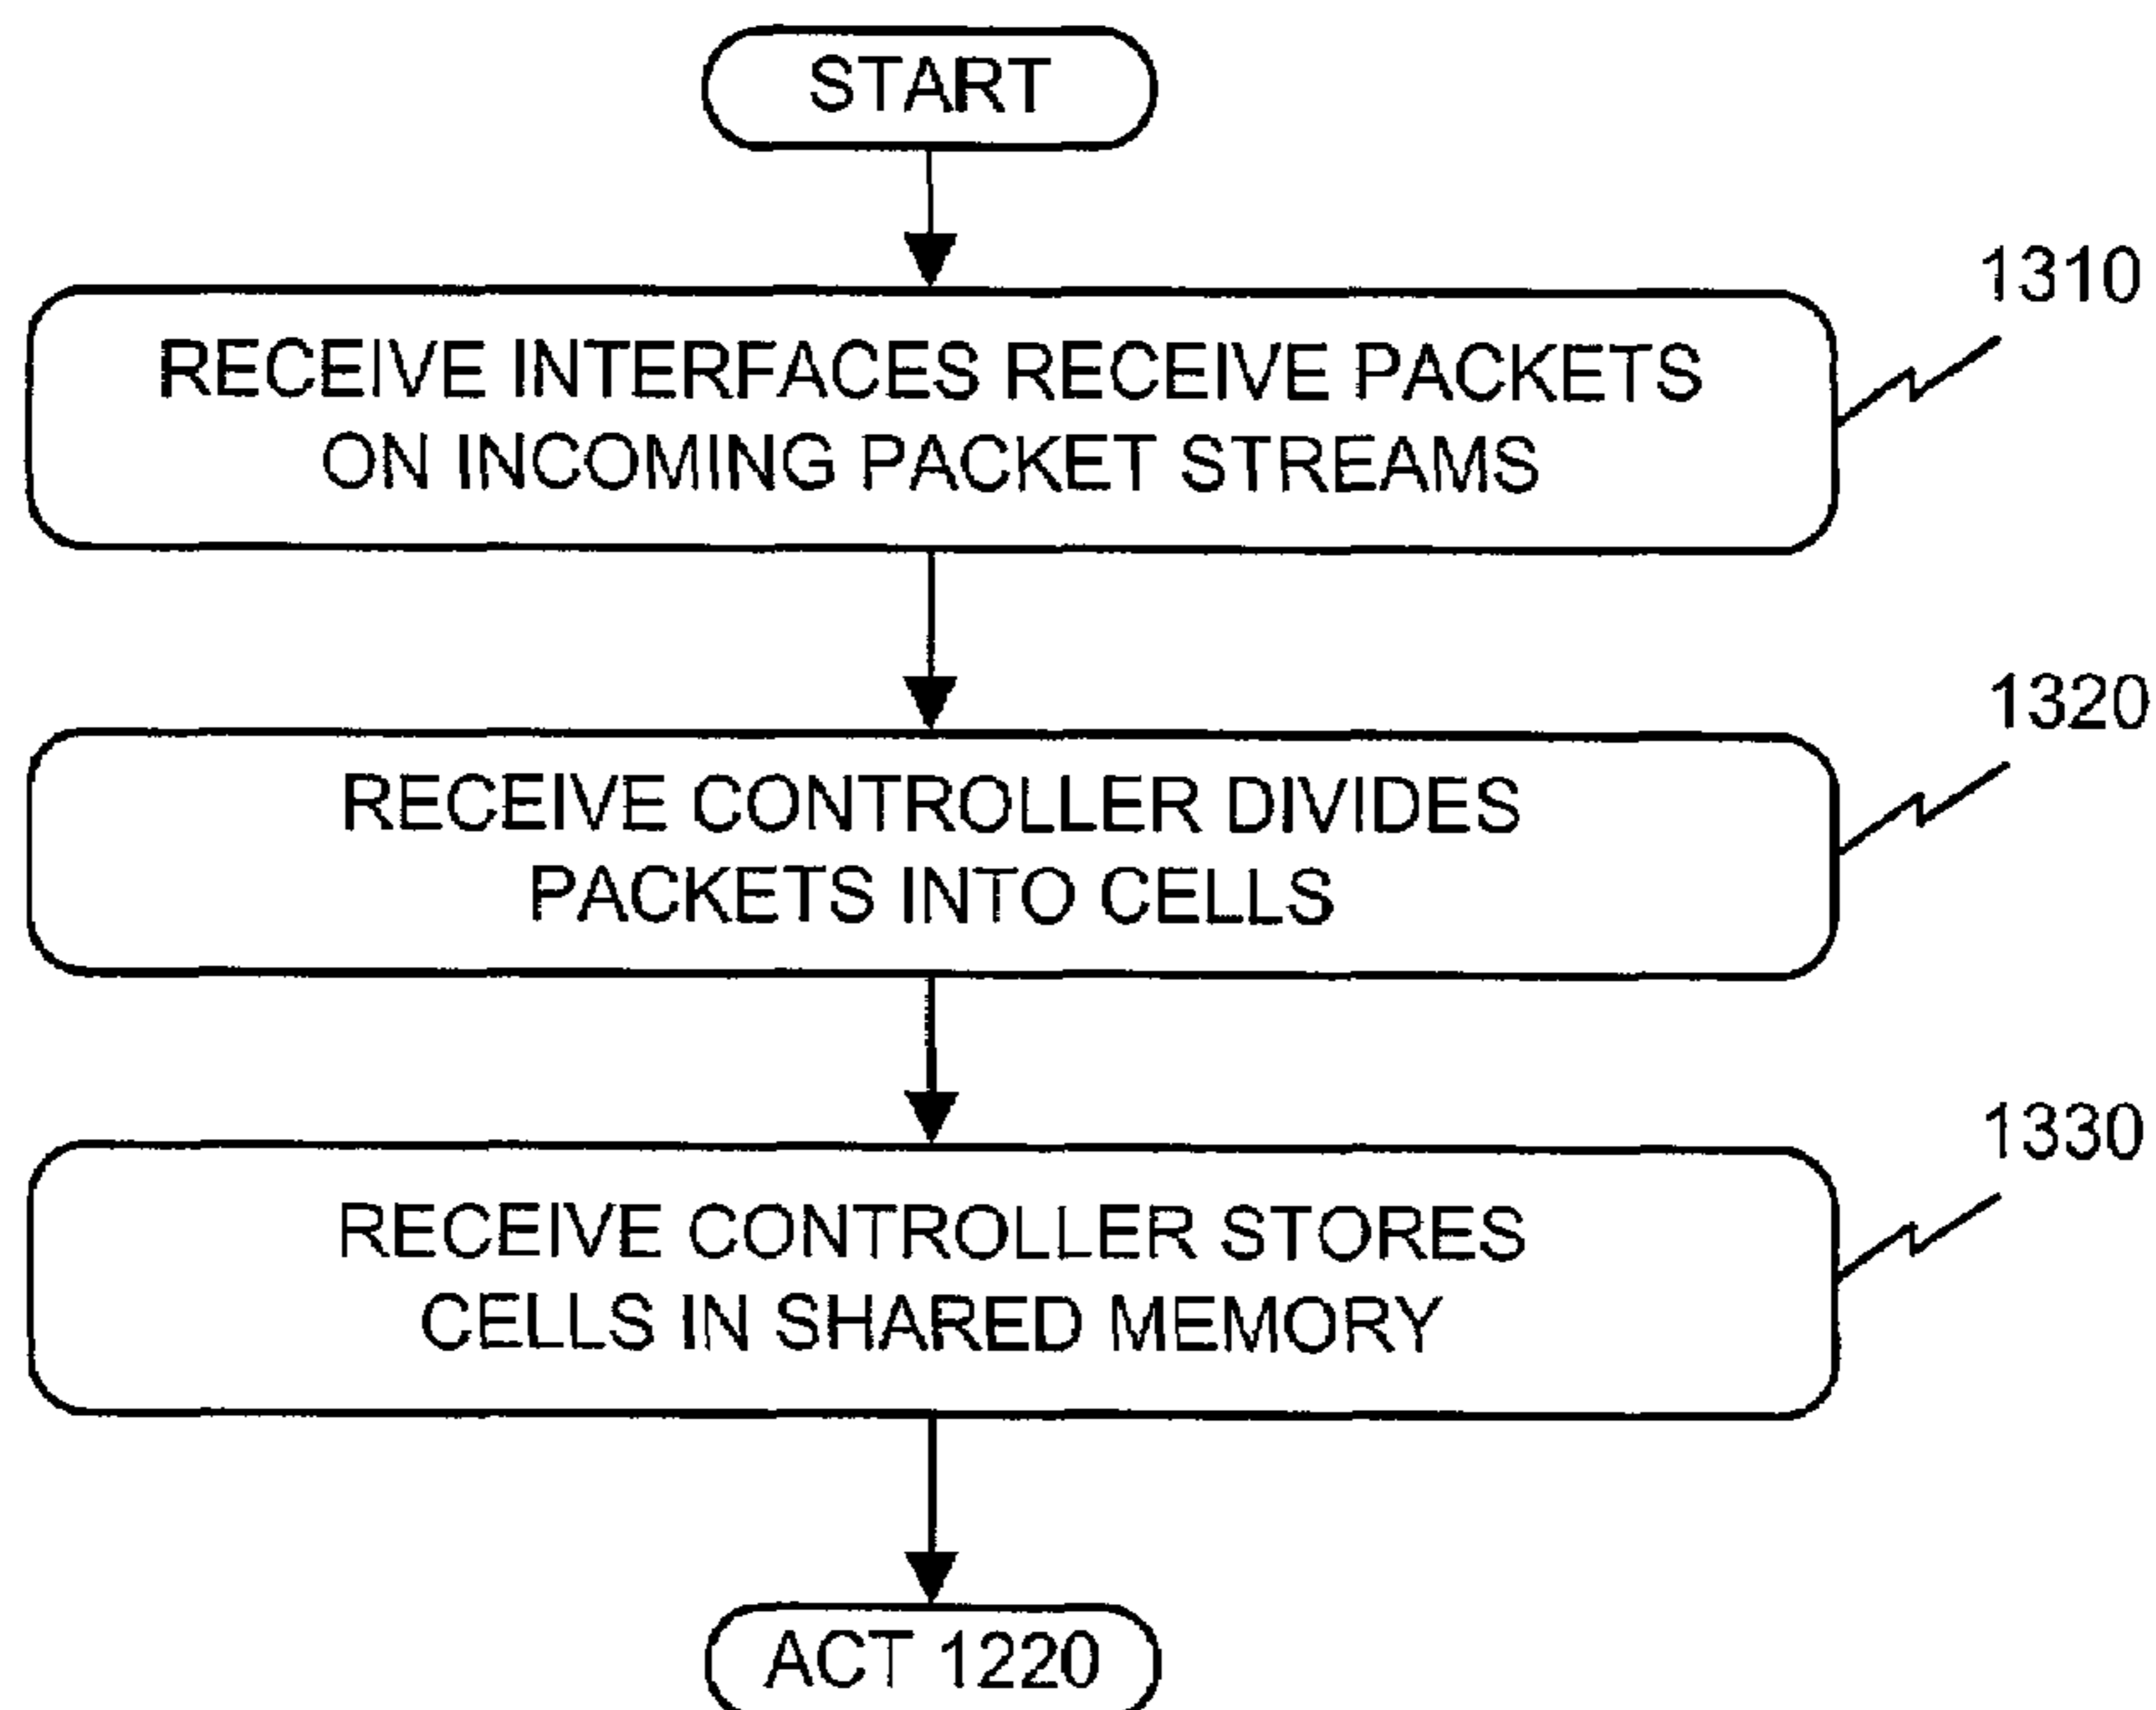 START
1310
RECEIVE INTERFACES RECEIVE PACKETS
ON INCOMING PACKET STREAMS
1320
RECEIVE CONTROLLER DIVIDES
PACKETS INTO CELLS
1330
RECEIVE CONTROLLER STORES
CELLS IN SHARED MEMORY
ACT 1220